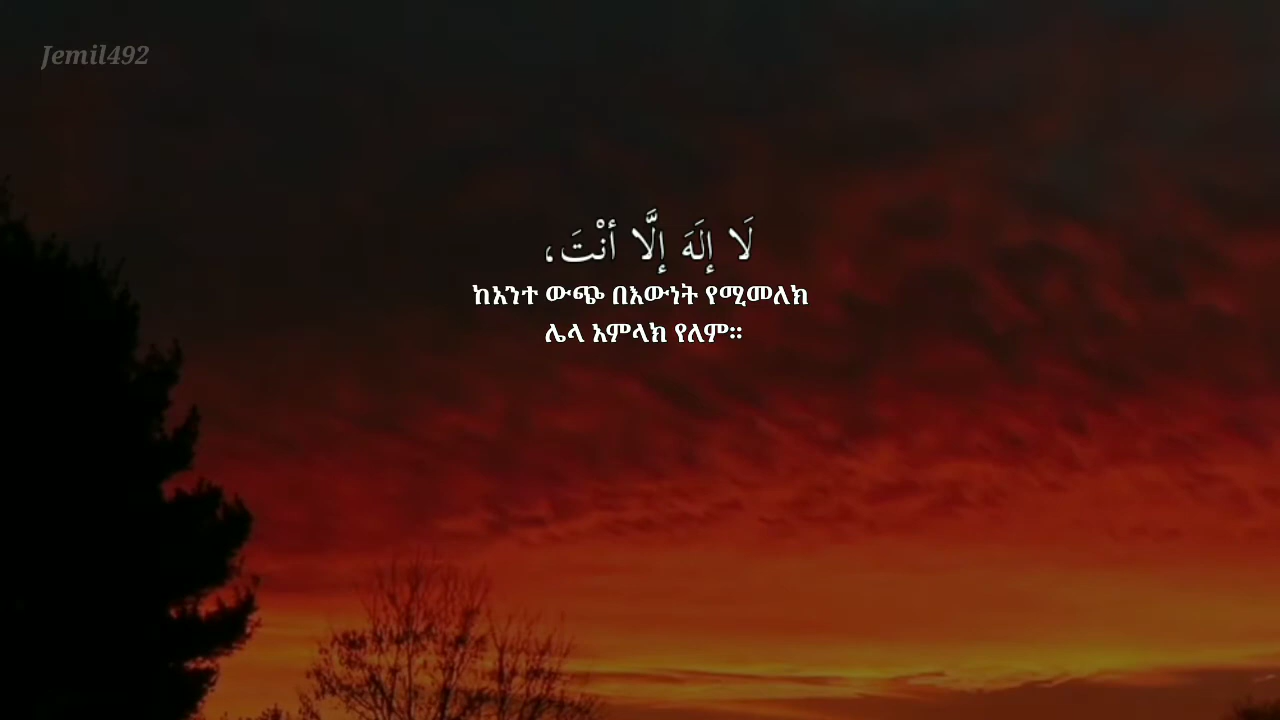 Jemil492
لَا إِلَهَ إِلَّا أَنْتَ،
ከአንተ ውጭ በእውነት የሚመለክ
ሌላ አምላክ የለም።